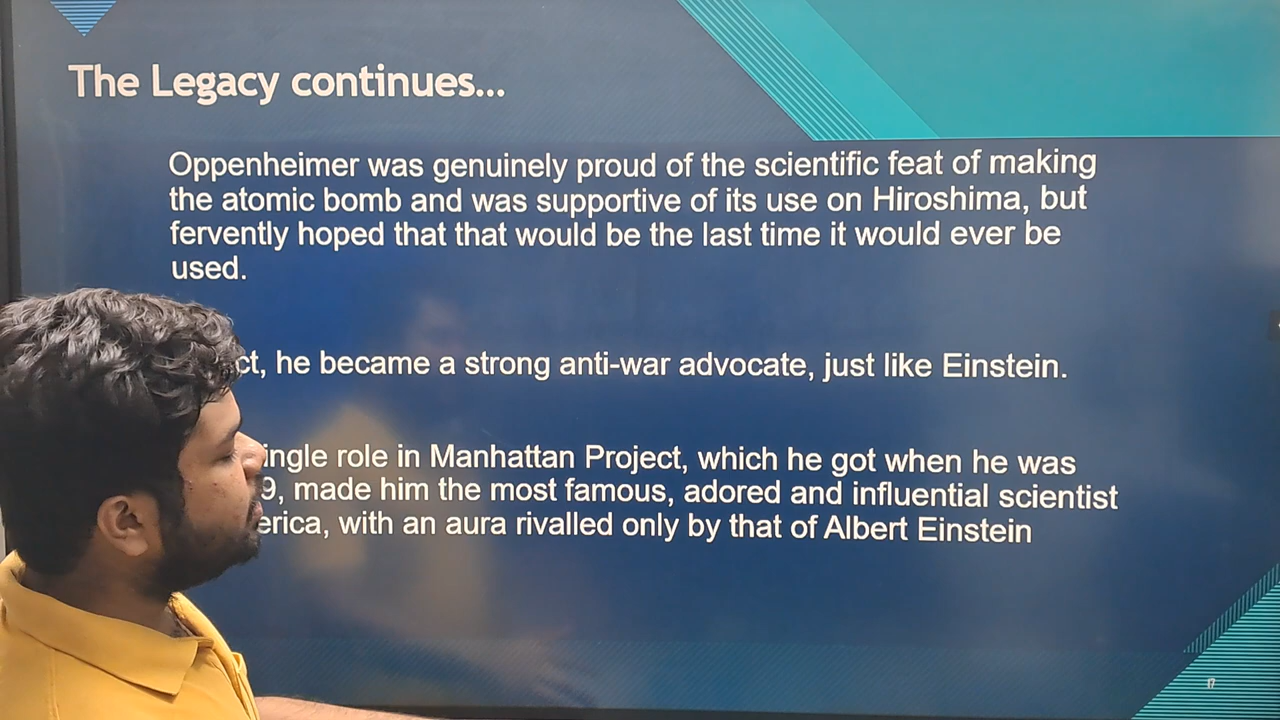 The Legacy continues...
Oppenheimer was genuinely proud of the scientific feat of making
the atomic bomb and was supportive of its use on Hiroshima, but
fervently hoped that that would be the last time it would ever be
used.
ct, he became a strong anti-war advocate, just like Einstein.
ingle role in Manhattan Project, which he got when he was
9, made him the most famous, adored and influential scientist
erica, with an aura rivalled only by that of Albert Einstein
17